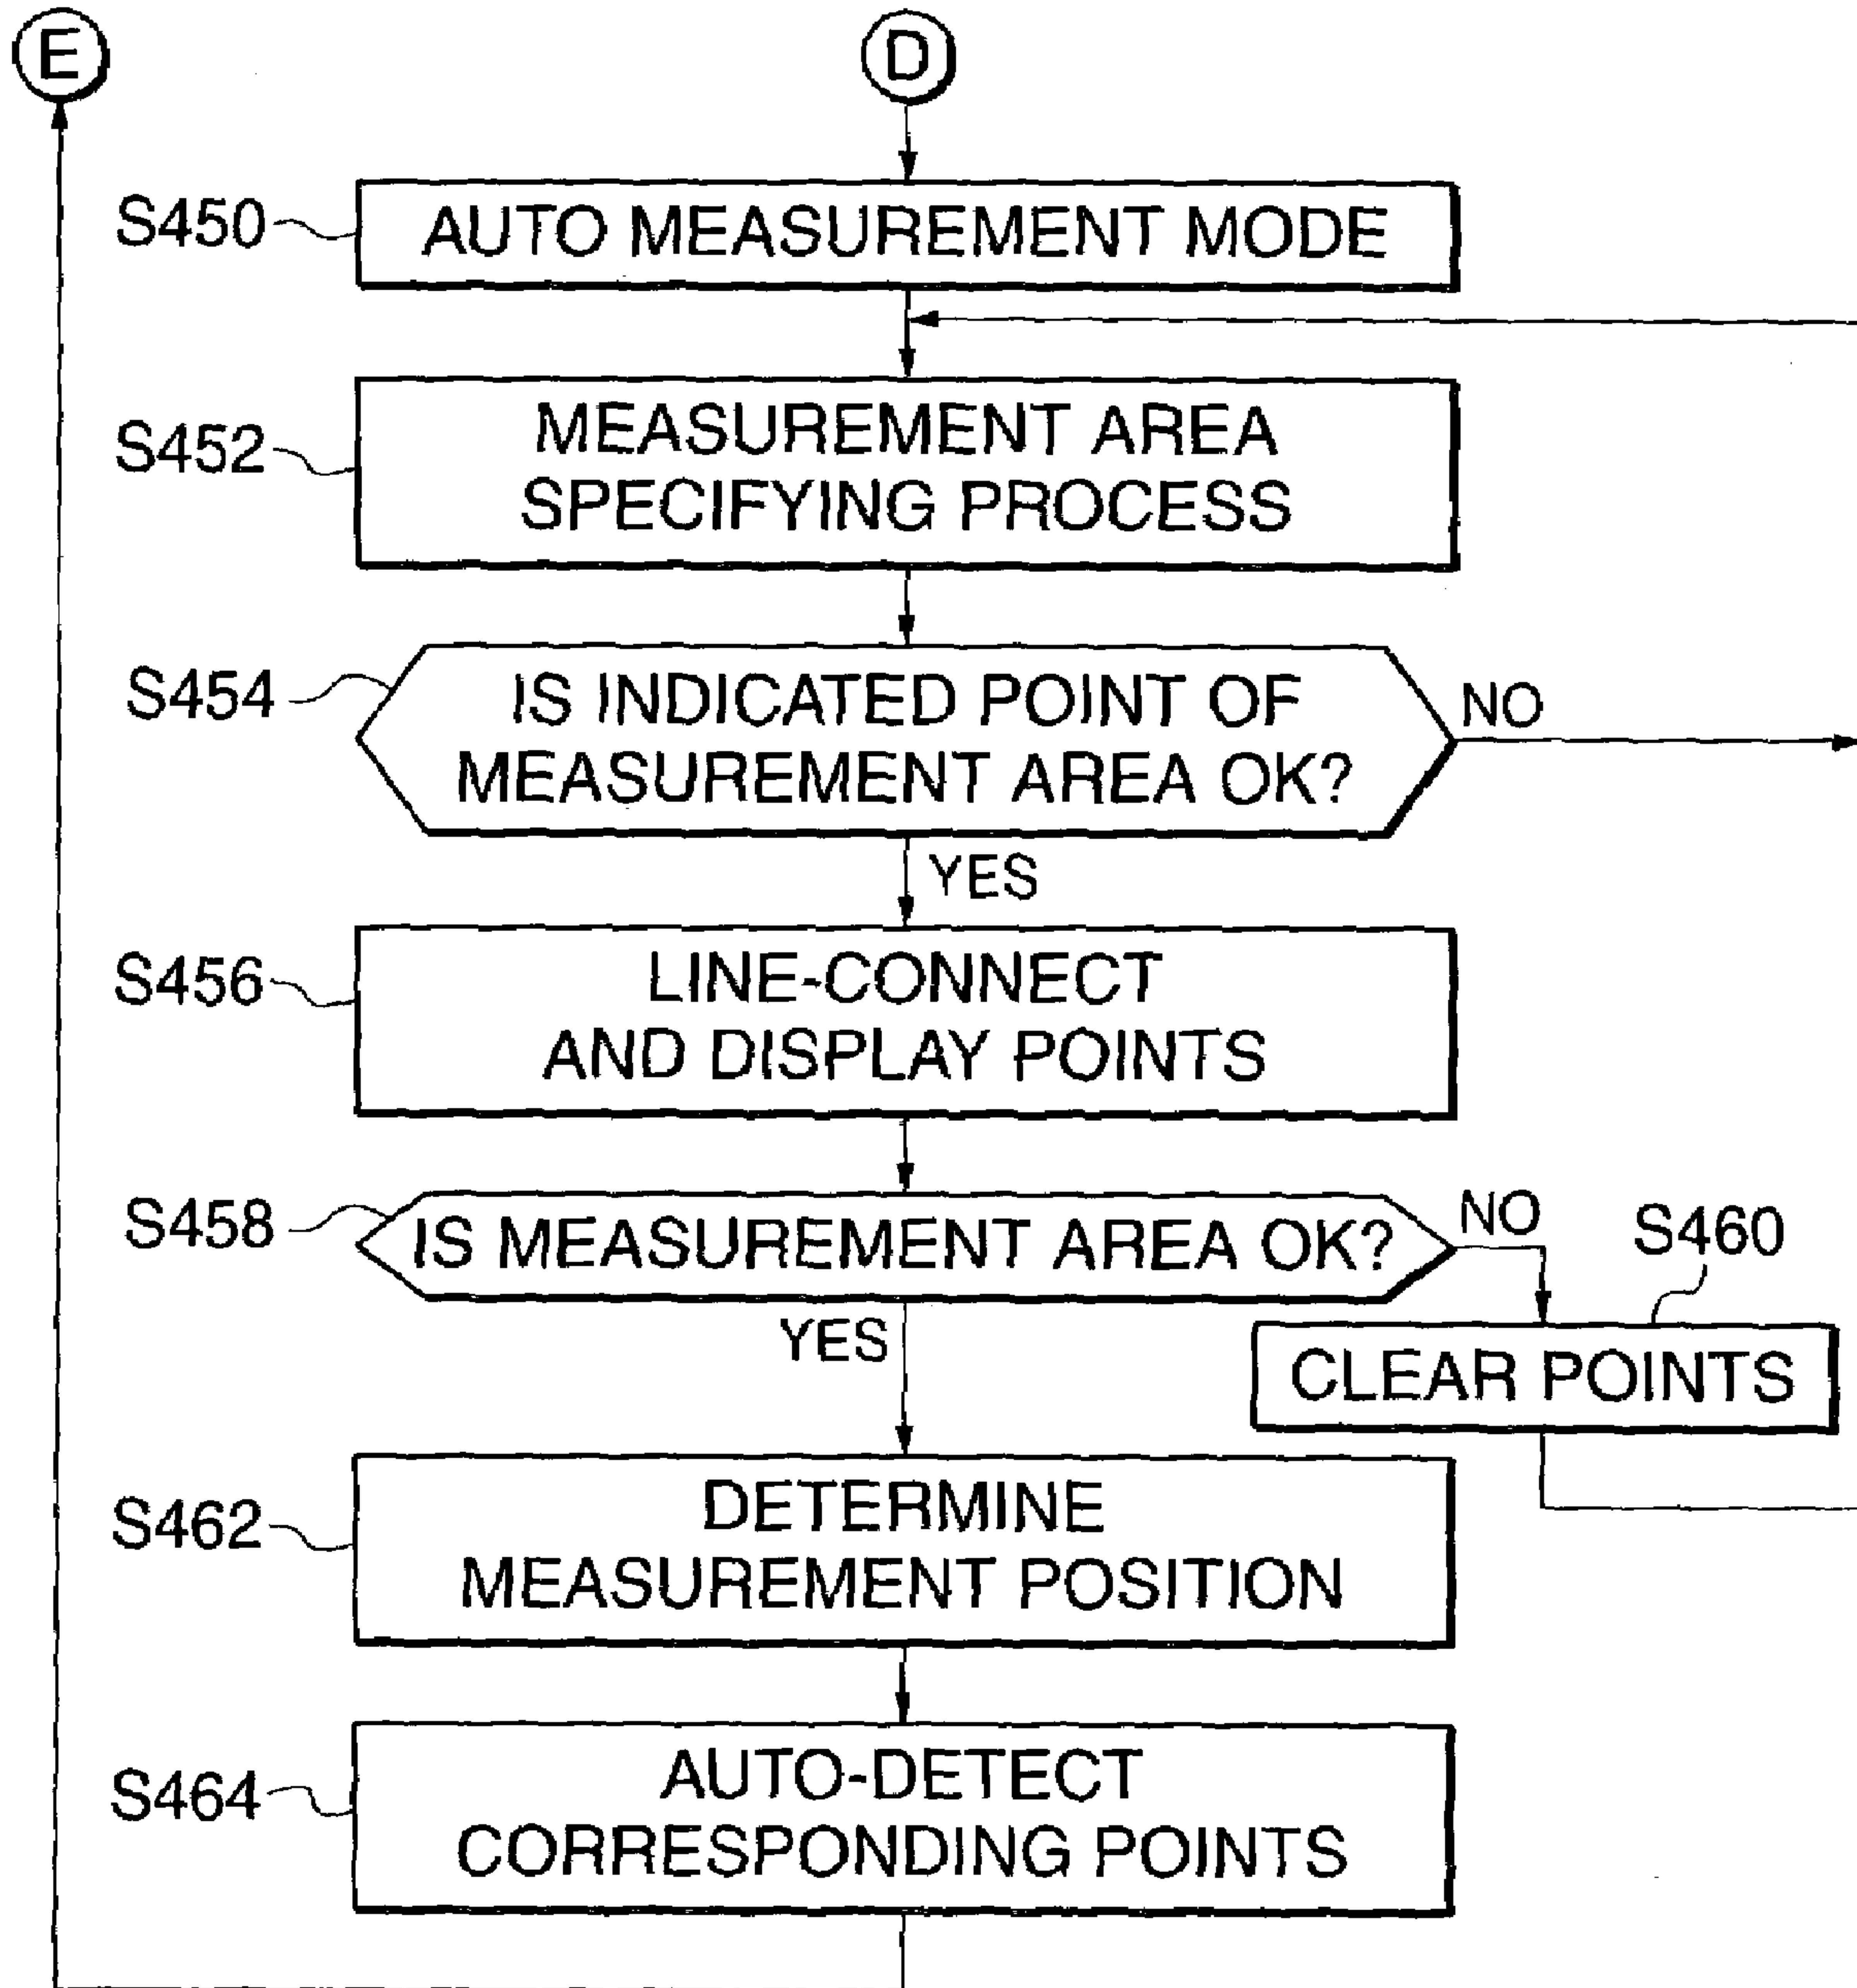 E
D
S450
AUTO MEASUREMENT MODE
S452
MEASUREMENT AREA
SPECIFYING PROCESS
S454
IS INDICATED POINT OF
MEASUREMENT AREA OK?
NO
YES
S456
LINE-CONNECT
AND DISPLAY POINTS
S458
IS MEASUREMENT AREA OK?
NO
S460
YES
CLEAR POINTS
S462
DETERMINE
MEASUREMENT POSITION
S464
AUTO-DETECT
CORRESPONDING POINTS